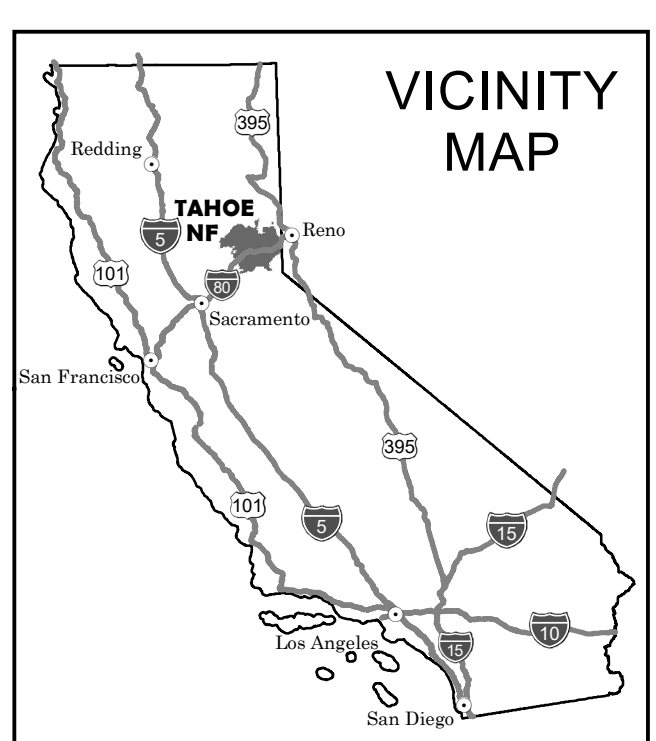 VICINITY
MAP
395
Redding
TAHOE
NF
Reno
5
101
80
Sacramento
San Francisco
395
101
5
15
10
Los Angeles
15
San Diego